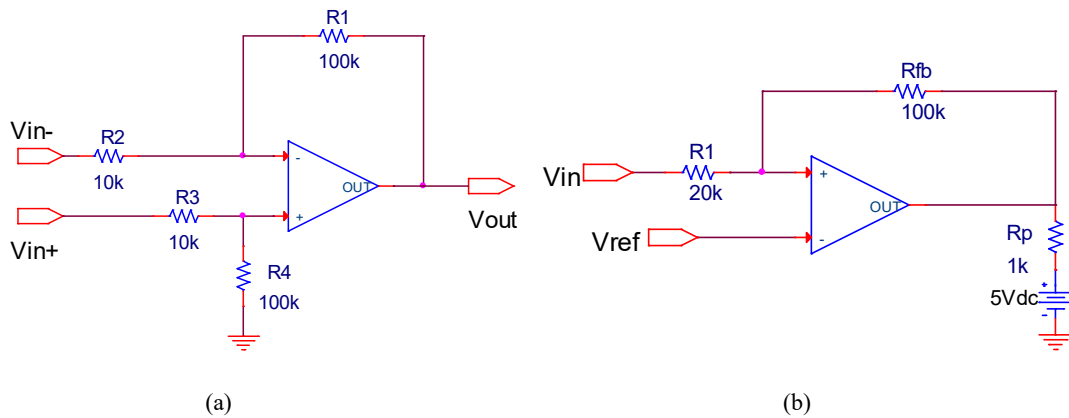 R1
100k
Vin-
R2
10k
-
OUT
+
Vout
R3
10k
Vin+
R4
100k
(a)
Rfb
100k
Vin
R1
20k
+
OUT
-
Vref
Rp
1k
+
5Vdc
-
(b)